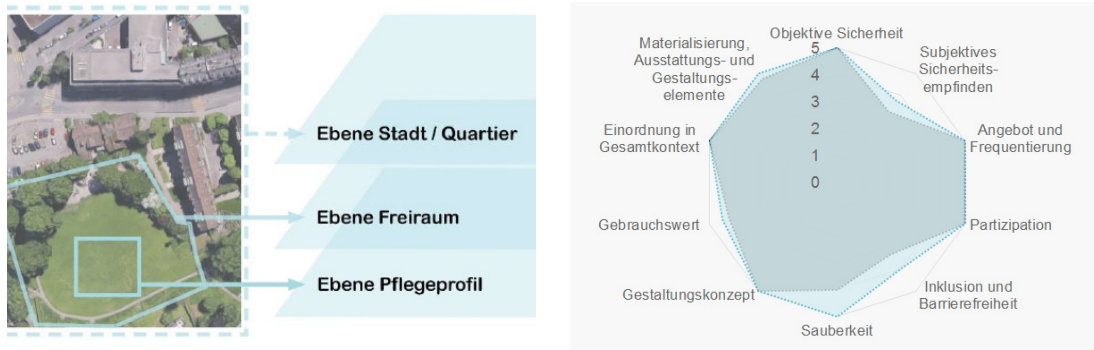 Ebene Stadt / Quartier
Ebene Freiraum
Ebene Pflegeprofil
Objektive Sicherheit
Subjektives
Sicherheits-
empfinden
Angebot und
Frequentierung
Partizipation
Inklusion und
Barrierefreiheit
Sauberkeit
Gestaltungskonzept
Gebrauchswert
Einordnung in
Gesamtkontext
Materialisierung,
Ausstattungs- und
Gestaltungs-
elemente
5
4
3
2
1
0